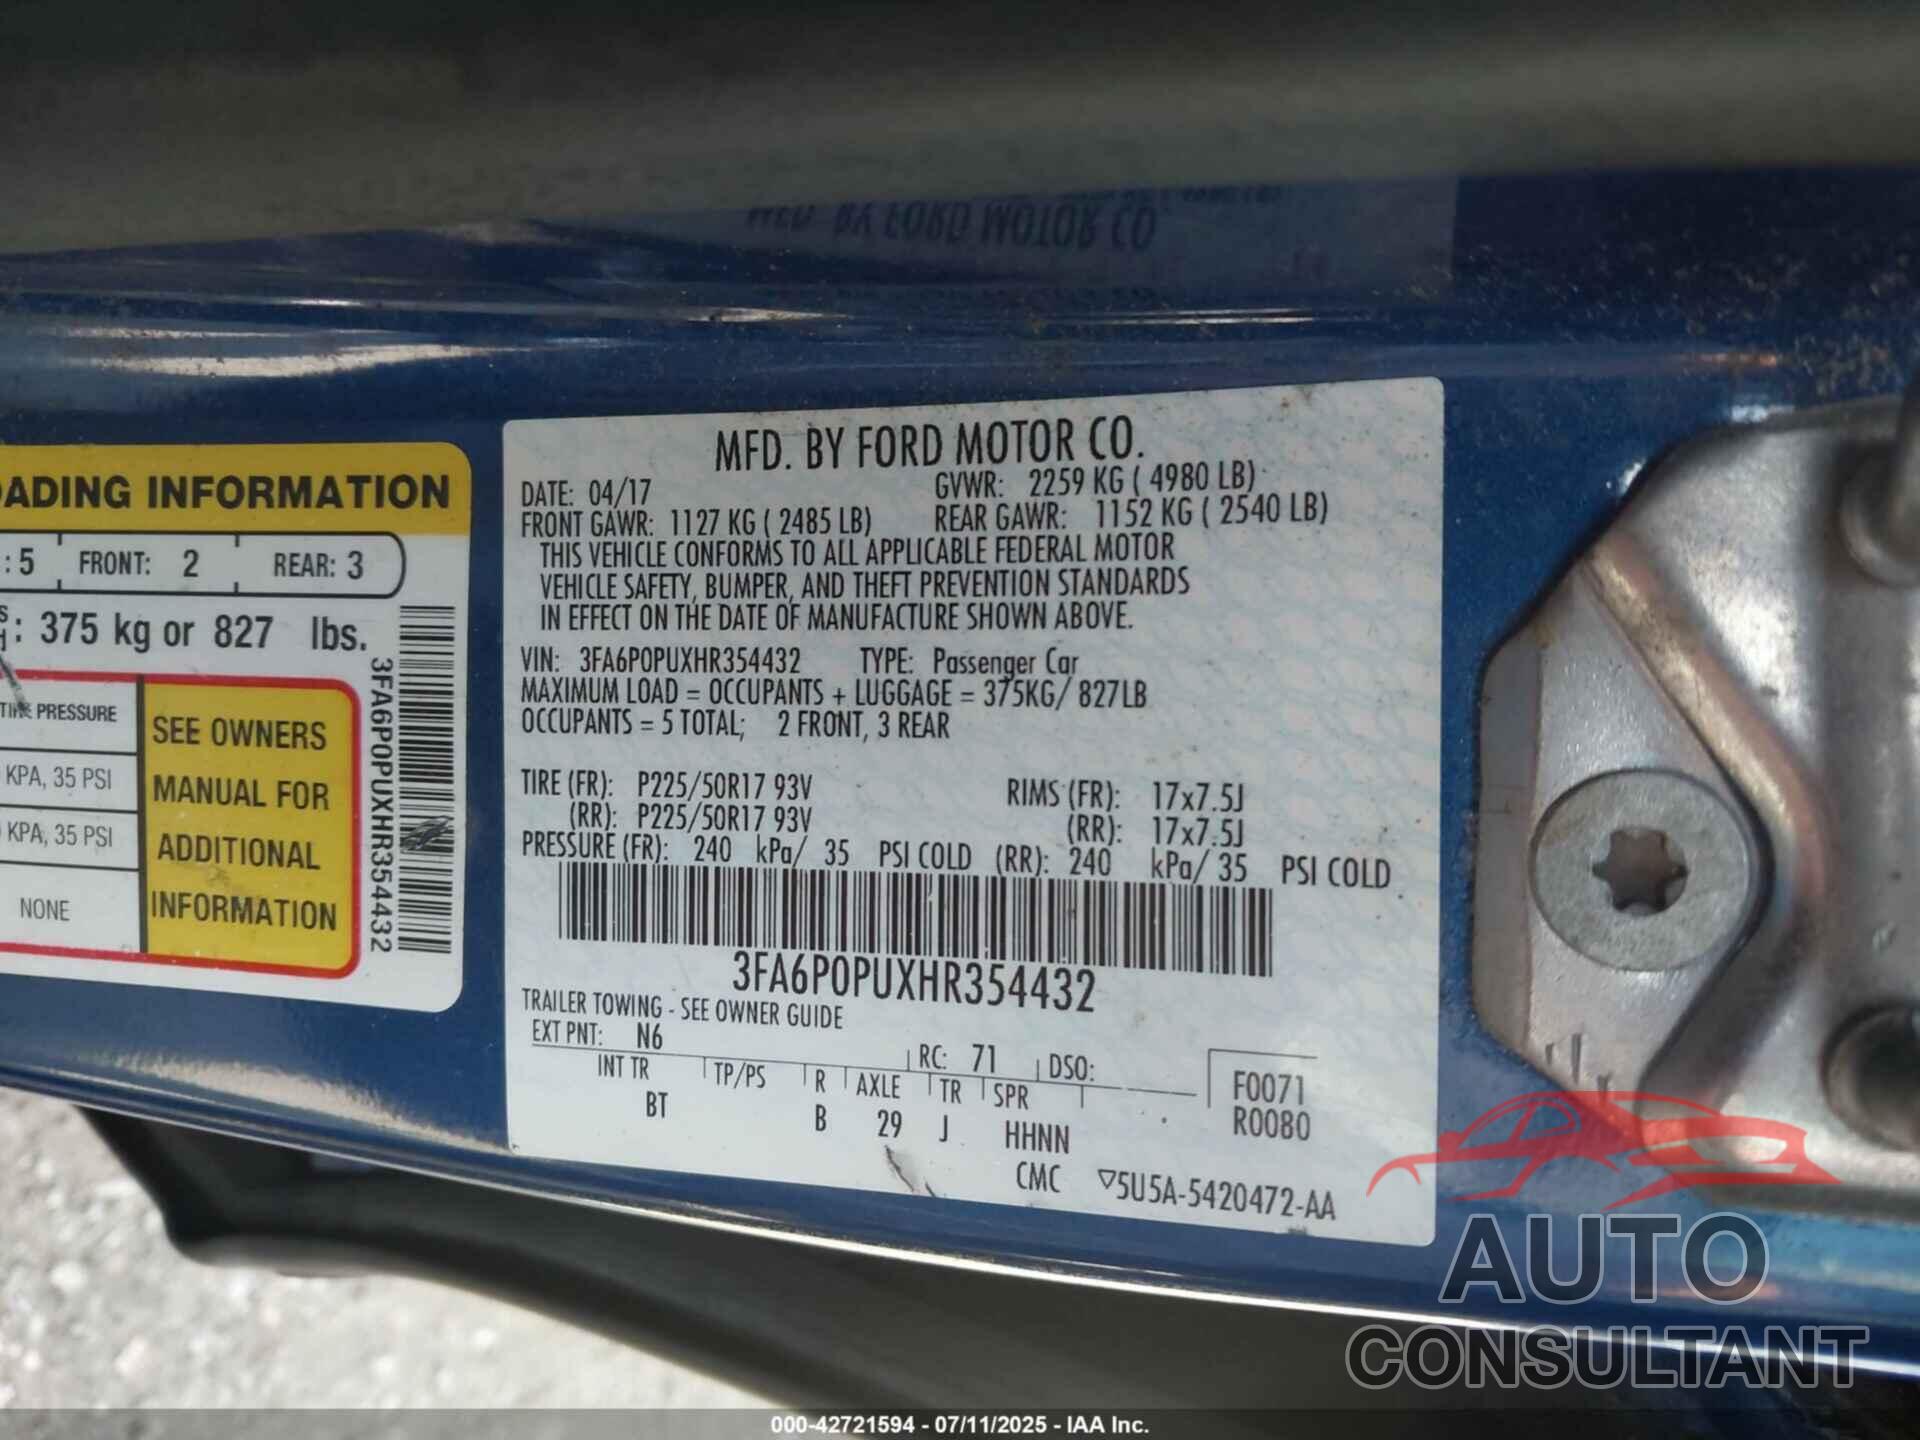 MFD. BY FORD MOTOR CO.
DATE: 04/17 GVWR: 2259 KG ( 4980 LB)
FRONT GAWR: 1127 KG ( 2485 LB) REAR GAWR: 1152 KG ( 2540 LB)
THIS VEHICLE CONFORMS TO ALL APPLICABLE FEDERAL MOTOR
VEHICLE SAFETY, BUMPER, AND THEFT PREVENTION STANDARDS
IN EFFECT ON THE DATE OF MANUFACTURE SHOWN ABOVE.
VIN: 3FA6P0PUXHR354432 TYPE: Passenger Car
MAXIMUM LOAD = OCCUPANTS + LUGGAGE = 375KG/ 827LB
OCCUPANTS = 5 TOTAL; 2 FRONT, 3 REAR
TIRE (FR): P225/50R17 93V RIMS (FR): 17x7.5J
(RR): P225/50R17 93V (RR): 17x7.5J
PRESSURE (FR): 240 kPa/ 35 PSI COLD (RR): 240 kPa/ 35 PSI COLD
3FA6P0PUXHR354432
TRAILER TOWING - SEE OWNER GUIDE
EXT PNT: N6 RC: 71 DSO:
INT TR TP/PS R AXLE TR SPR F0071
BT B 29 J HHNN R0080
CMC ▽5U5A-5420472-AA
ADING INFORMATION
: 5 FRONT: 2 REAR: 3
: 375 kg or 827 lbs.
PRESSURE
KPA, 35 PSI
KPA, 35 PSI
NONE
SEE OWNERS
MANUAL FOR
ADDITIONAL
INFORMATION
3FA6P0PUXHR354432
MFD. BY FORD MOTOR CO.
AUTO
CONSULTANT
000-42721594 - 07/11/2025 - IAA Inc.